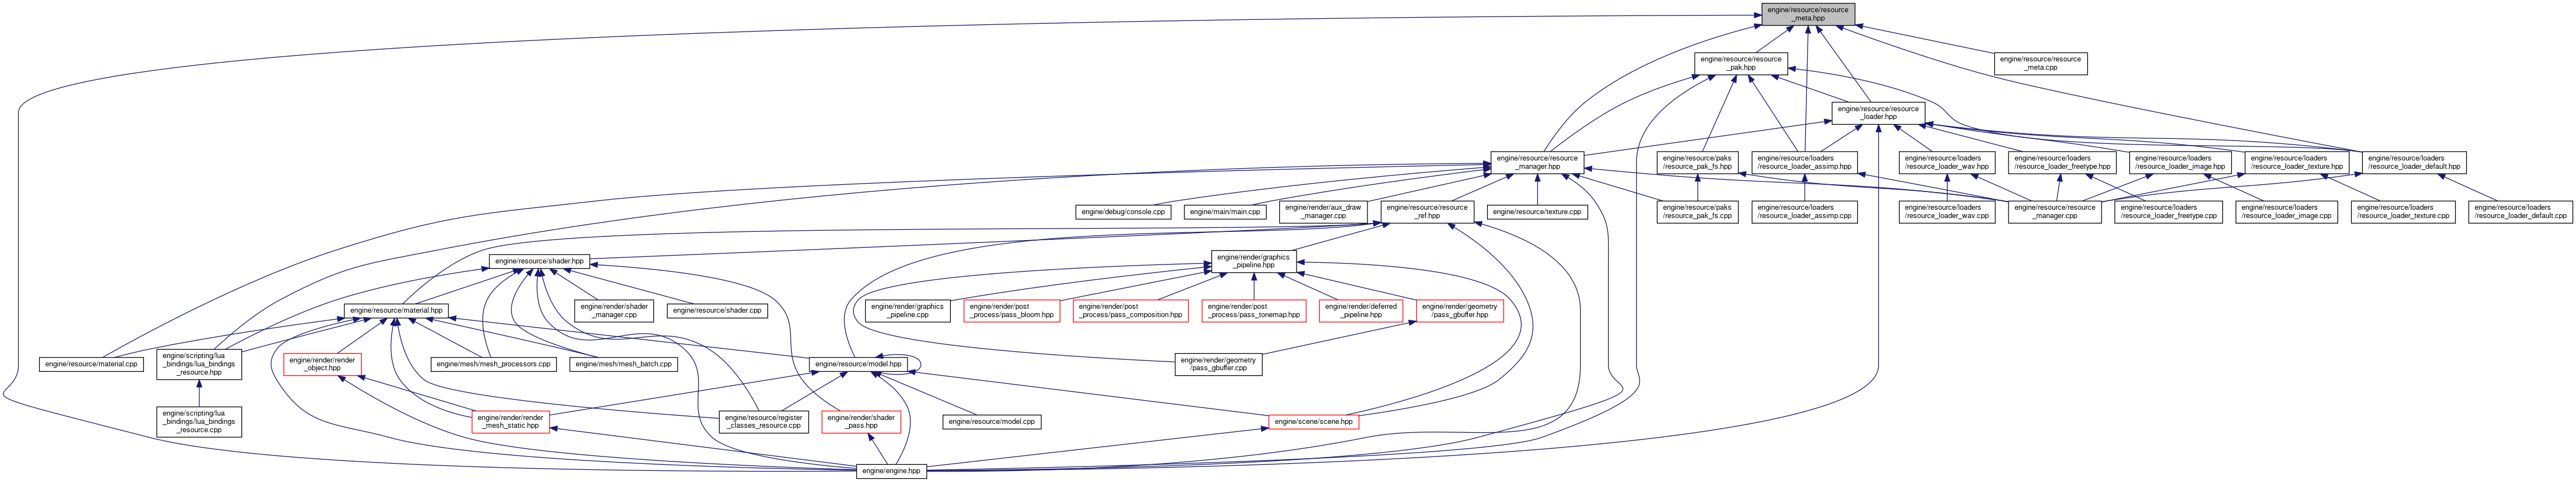 engine/resource/resource
_meta.hpp
engine/resource/resource
_pak.hpp
engine/resource/resource
_meta.cpp
engine/resource/resource
_loader.hpp
engine/resource/resource
_manager.hpp
engine/resource/paks
/resource_pak_fs.hpp
engine/resource/loaders
/resource_loader_assimp.hpp
engine/resource/loaders
/resource_loader_wav.hpp
engine/resource/loaders
/resource_loader_freetype.hpp
engine/resource/loaders
/resource_loader_image.hpp
engine/resource/loaders
/resource_loader_texture.hpp
engine/resource/loaders
/resource_loader_default.hpp
engine/debug/console.cpp
engine/main/main.cpp
engine/render/aux_draw
_manager.cpp
engine/resource/resource
_ref.hpp
engine/resource/texture.cpp
engine/resource/paks
/resource_pak_fs.cpp
engine/resource/loaders
/resource_loader_assimp.cpp
engine/resource/loaders
/resource_loader_wav.cpp
engine/resource/resource
_manager.cpp
engine/resource/loaders
/resource_loader_freetype.cpp
engine/resource/loaders
/resource_loader_image.cpp
engine/resource/loaders
/resource_loader_texture.cpp
engine/resource/loaders
/resource_loader_default.cpp
engine/resource/shader.hpp
engine/render/graphics
_pipeline.hpp
engine/resource/material.hpp
engine/render/shader
_manager.cpp
engine/resource/shader.cpp
engine/render/graphics
_pipeline.cpp
engine/render/post
_process/pass_bloom.hpp
engine/render/post
_process/pass_composition.hpp
engine/render/post
_process/pass_tonemap.hpp
engine/render/deferred
_pipeline.hpp
engine/render/geometry
/pass_gbuffer.hpp
engine/resource/material.cpp
engine/scripting/lua
_bindings/lua_bindings
_resource.hpp
engine/render/render
_object.hpp
engine/mesh/mesh_processors.cpp
engine/mesh/mesh_batch.cpp
engine/resource/model.hpp
engine/render/geometry
/pass_gbuffer.cpp
engine/scripting/lua
_bindings/lua_bindings
_resource.cpp
engine/render/render
_mesh_static.hpp
engine/resource/register
_classes_resource.cpp
engine/render/shader
_pass.hpp
engine/resource/model.cpp
engine/scene/scene.hpp
engine/engine.hpp